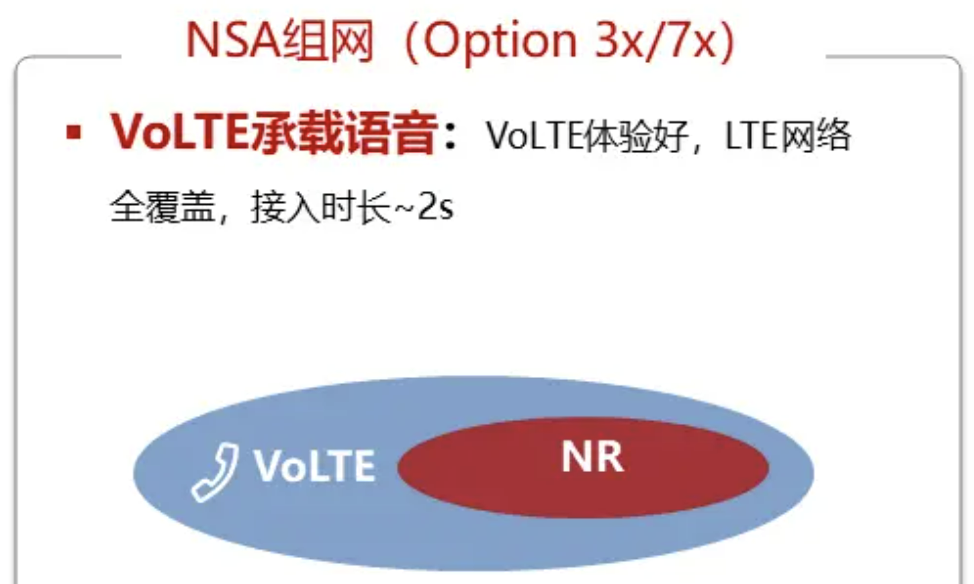 NSA组网（Option 3x/7x）
▪ VoLTE承载语音：VoLTE体验好，LTE网络
全覆盖，接入时长~2s
VoLTE
NR